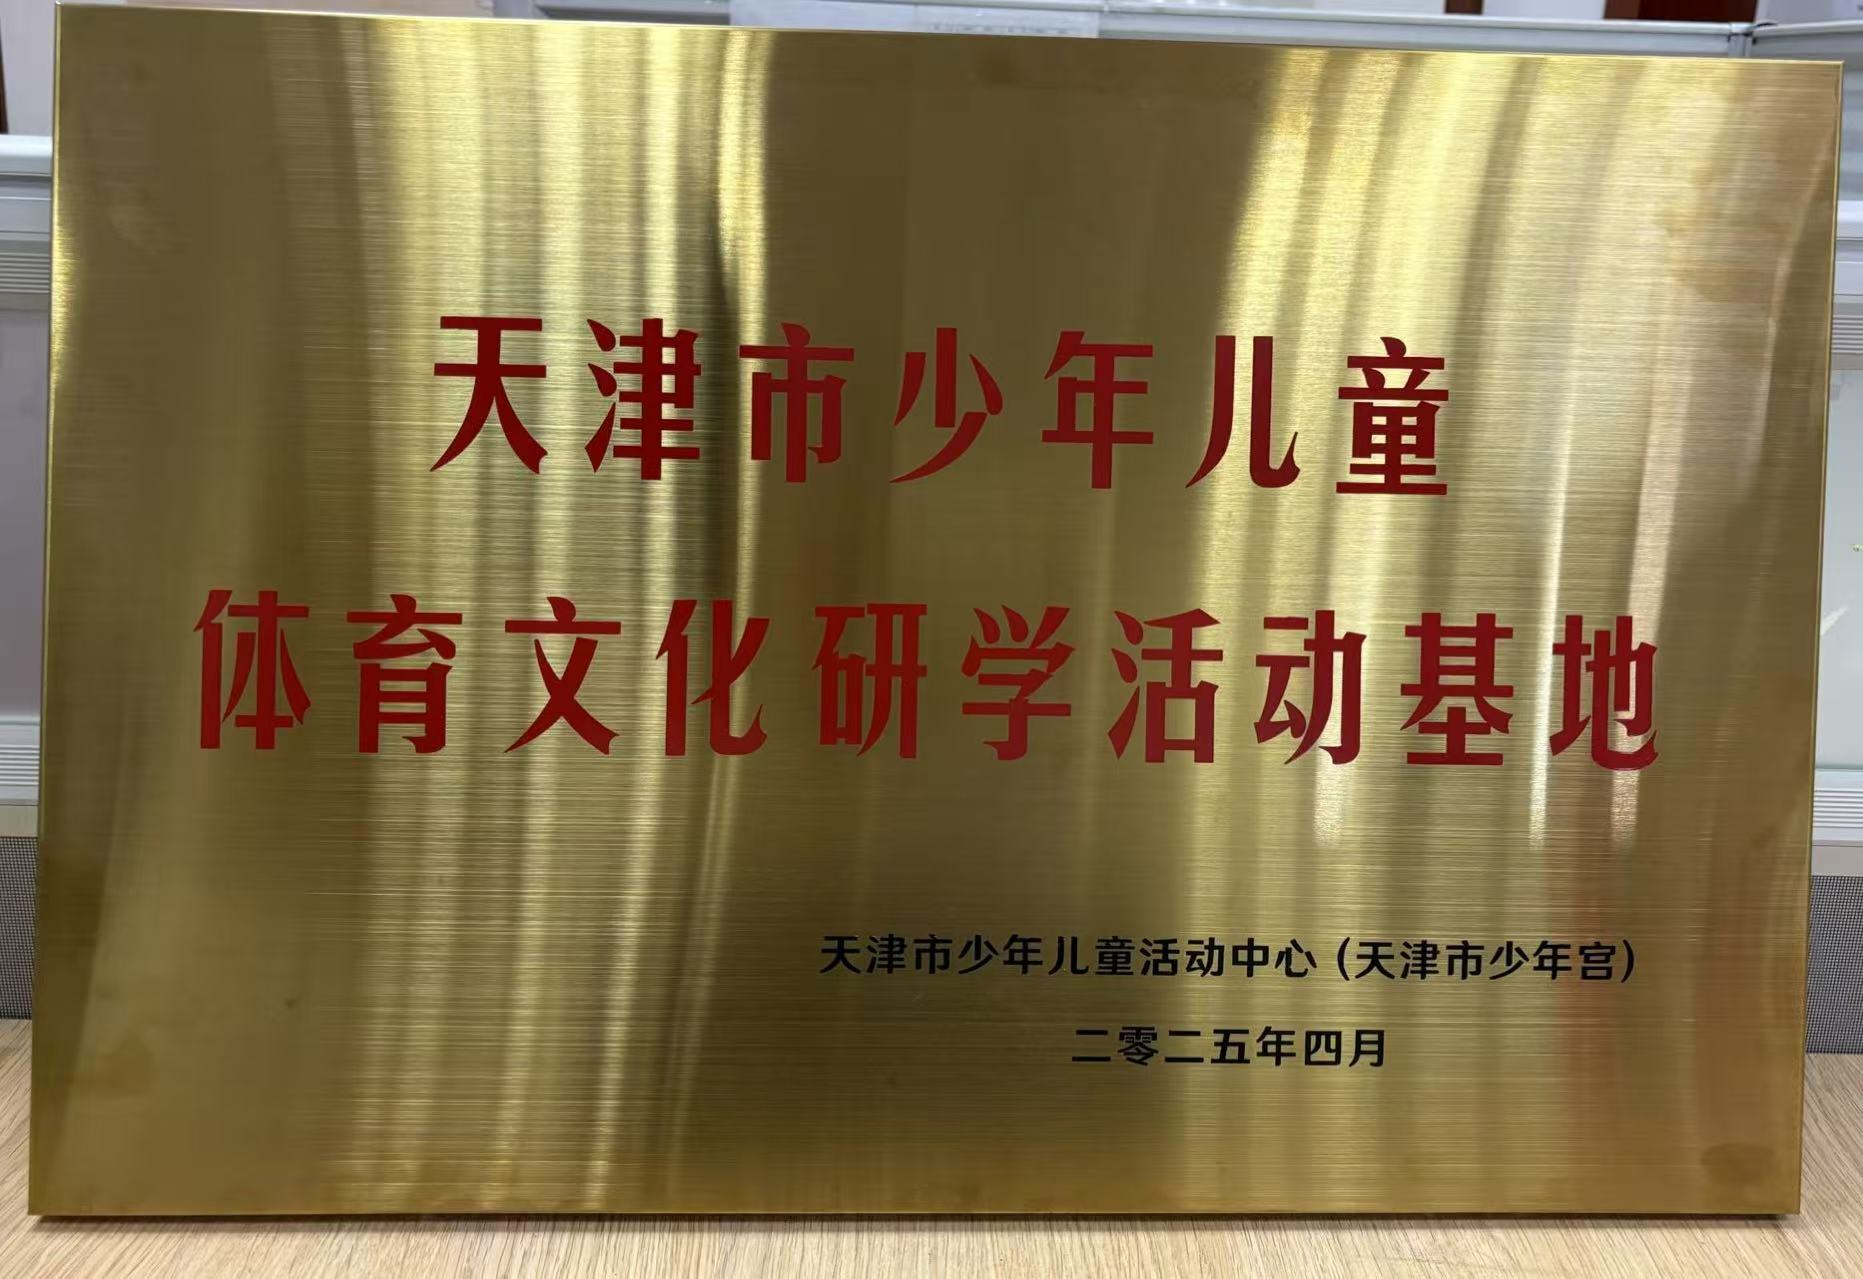 天津市少年儿童
体育文化研学活动基地
天津市少年儿童活动中心（天津市少年宫）
二零二五年四月